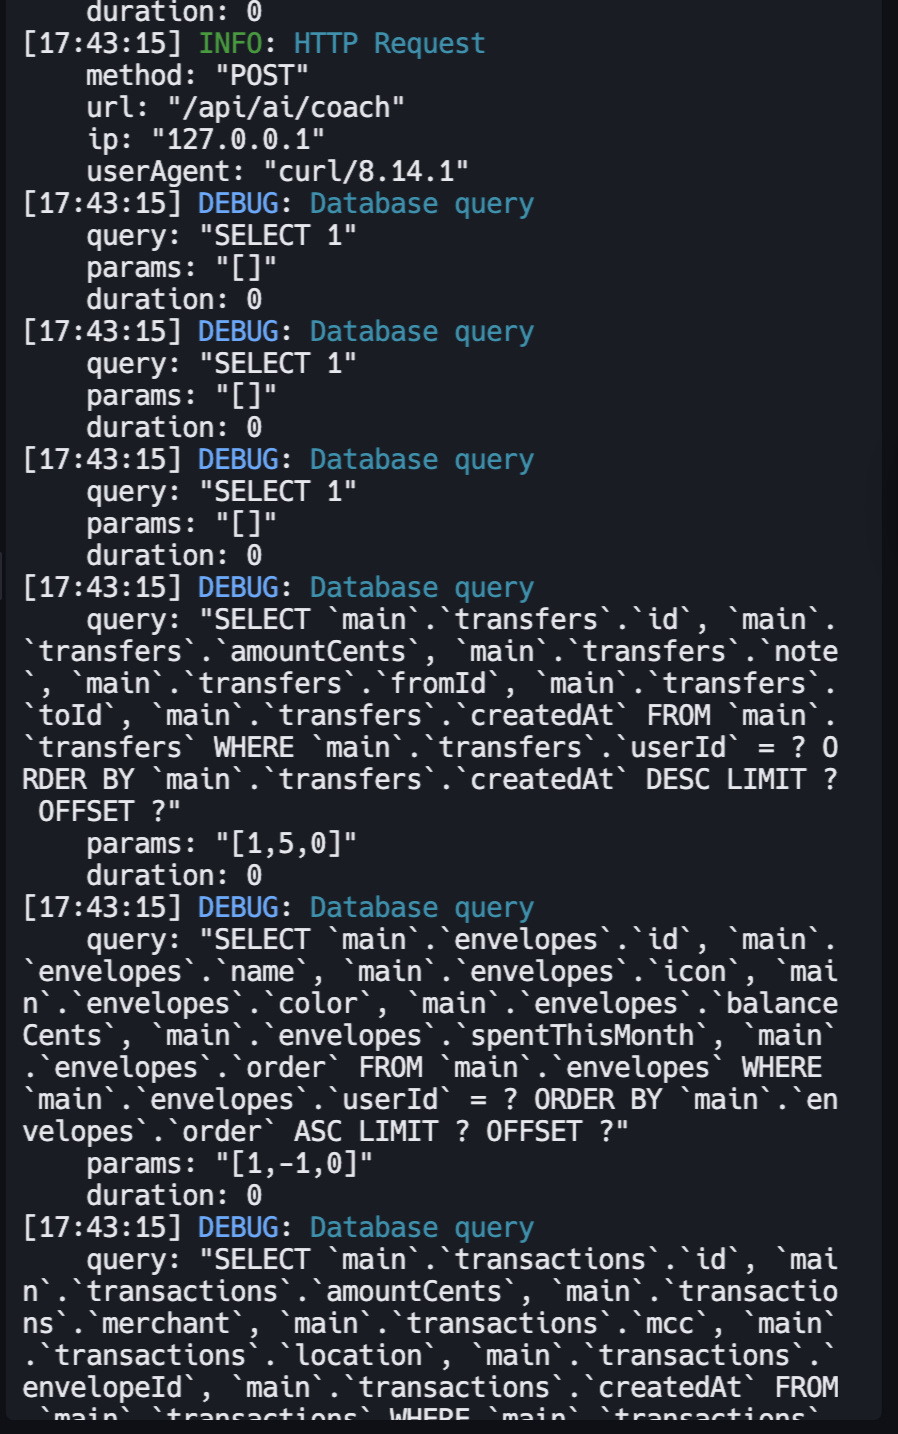 duration: 0
[17:43:15] INFO: HTTP Request
    method: "POST"
    url: "/api/ai/coach"
    ip: "127.0.0.1"
    userAgent: "curl/8.14.1"
[17:43:15] DEBUG: Database query
    query: "SELECT 1"
    params: "[]"
    duration: 0
[17:43:15] DEBUG: Database query
    query: "SELECT 1"
    params: "[]"
    duration: 0
[17:43:15] DEBUG: Database query
    query: "SELECT 1"
    params: "[]"
    duration: 0
[17:43:15] DEBUG: Database query
    query: "SELECT `main`.`transfers`.`id`, `main`.
`transfers`.`amountCents`, `main`.`transfers`.`note
`, `main`.`transfers`.`fromId`, `main`.`transfers`.
`toId`, `main`.`transfers`.`createdAt` FROM `main`.
`transfers` WHERE `main`.`transfers`.`userId` = ? O
RDER BY `main`.`transfers`.`createdAt` DESC LIMIT ?
 OFFSET ?"
    params: "[1,5,0]"
    duration: 0
[17:43:15] DEBUG: Database query
    query: "SELECT `main`.`envelopes`.`id`, `main`.
`envelopes`.`name`, `main`.`envelopes`.`icon`, `mai
n`.`envelopes`.`color`, `main`.`envelopes`.`balance
Cents`, `main`.`envelopes`.`spentThisMonth`, `main`
.`envelopes`.`order` FROM `main`.`envelopes` WHERE
`main`.`envelopes`.`userId` = ? ORDER BY `main`.`en
velopes`.`order` ASC LIMIT ? OFFSET ?"
    params: "[1,-1,0]"
    duration: 0
[17:43:15] DEBUG: Database query
    query: "SELECT `main`.`transactions`.`id`, `mai
n`.`transactions`.`amountCents`, `main`.`transactio
ns`.`merchant`, `main`.`transactions`.`mcc`, `main`
.`transactions`.`location`, `main`.`transactions`.`
envelopeId`, `main`.`transactions`.`createdAt` FROM
`main`.`transactions` WHERE `main`.`transactions`.